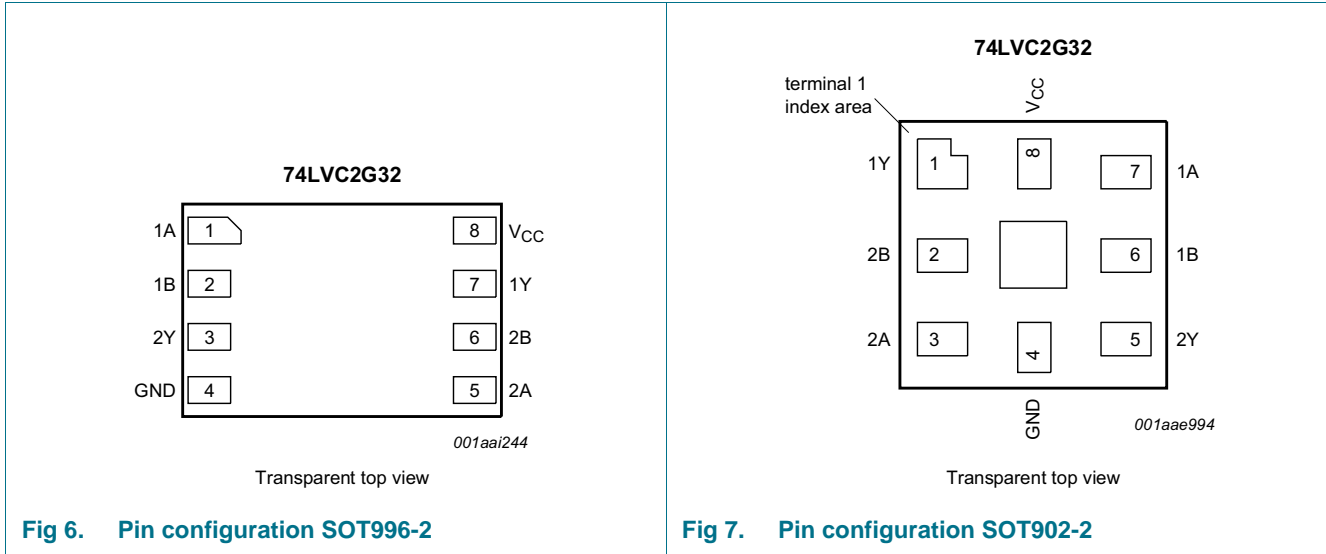 74LVC2G32
1A 1 8 VCC
1B 2 7 1Y
2Y 3 6 2B
GND 4 5 2A
001aai244
Transparent top view
Fig 6. Pin configuration SOT996-2
74LVC2G32
terminal 1
index area
VCC
1Y 1 8 7 1A
2B 2 6 1B
2A 3 4 5 2Y
GND
001aae994
Transparent top view
Fig 7. Pin configuration SOT902-2